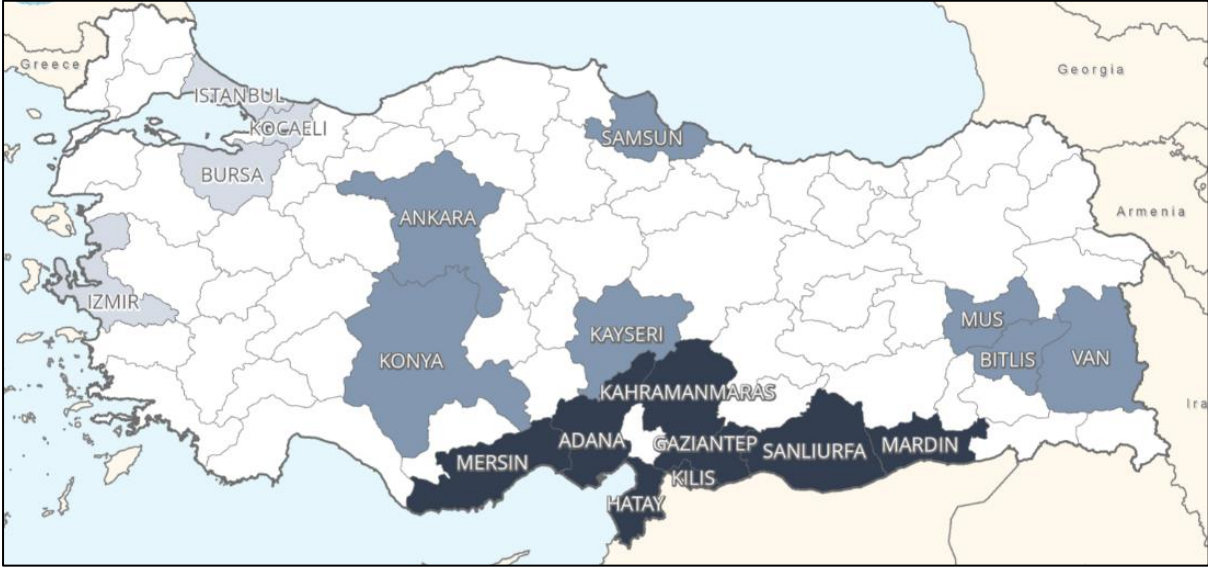 Greece
Georgia
ISTANBUL
KOCAELI
SAMSUN
BURSA
ANKARA
Armenia
IZMIR
MUS
KAYSERI
BITLIS
VAN
KONYA
KAHRAMANMARAS
Ira
ADANA
GAZIANTEP
SANLIURFA
MARDIN
MERSIN
KILIS
HATAY